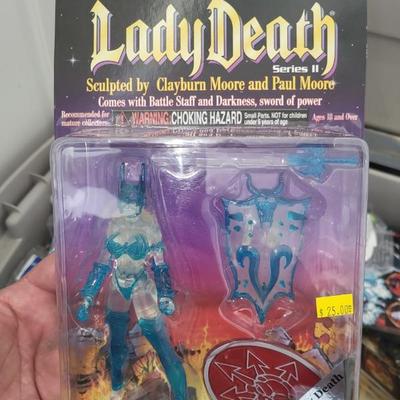 Lady Death
Series II
Sculpted by Clayburn Moore and Paul Moore
Comes with Battle Staff and Darkness, sword of power
Recommended for
mature collectors
WARNING: CHOKING HAZARD
Small Parts. NOT for children
under 5 years of age
Ages 18 and Over
$ 25.00
Death